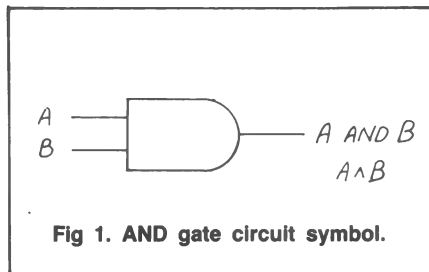 A
B
A AND B
A∧B
Fig 1. AND gate circuit symbol.